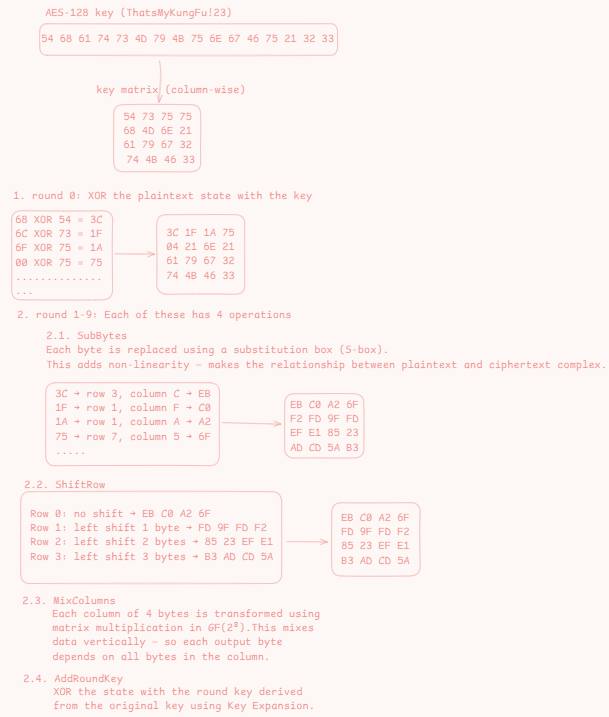 AES-128 key (ThatsMyKungFu!23)
54 68 61 74 73 4D 79 4B 75 6E 67 46 75 21 32 33
key matrix (column-wise)
54 73 75 75
68 4D 6E 21
61 79 67 32
74 4B 46 33
1. round 0: XOR the plaintext state with the key
68 XOR 54 = 3C
6C XOR 73 = 1F
6F XOR 75 = 1A
00 XOR 75 = 75
..............
...
3C 1F 1A 75
04 21 6E 21
61 79 67 32
74 4B 46 33
2. round 1-9: Each of these has 4 operations
2.1. SubBytes
Each byte is replaced using a substitution box (S-box).
This adds non-linearity – makes the relationship between plaintext and ciphertext complex.
3C → row 3, column C → EB
1F → row 1, column F → C0
1A → row 1, column A → A2
75 → row 7, column 5 → 6F
.....
EB C0 A2 6F
F2 FD 9F FD
EF E1 85 23
AD CD 5A B3
2.2. ShiftRow
Row 0: no shift → EB C0 A2 6F
Row 1: left shift 1 byte → FD 9F FD F2
Row 2: left shift 2 bytes → 85 23 EF E1
Row 3: left shift 3 bytes → B3 AD CD 5A
EB C0 A2 6F
FD 9F FD F2
85 23 EF E1
B3 AD CD 5A
2.3. MixColumns
Each column of 4 bytes is transformed using
matrix multiplication in GF(2⁸).This mixes
data vertically – so each output byte
depends on all bytes in the column.
2.4. AddRoundKey
XOR the state with the round key derived
from the original key using Key Expansion.